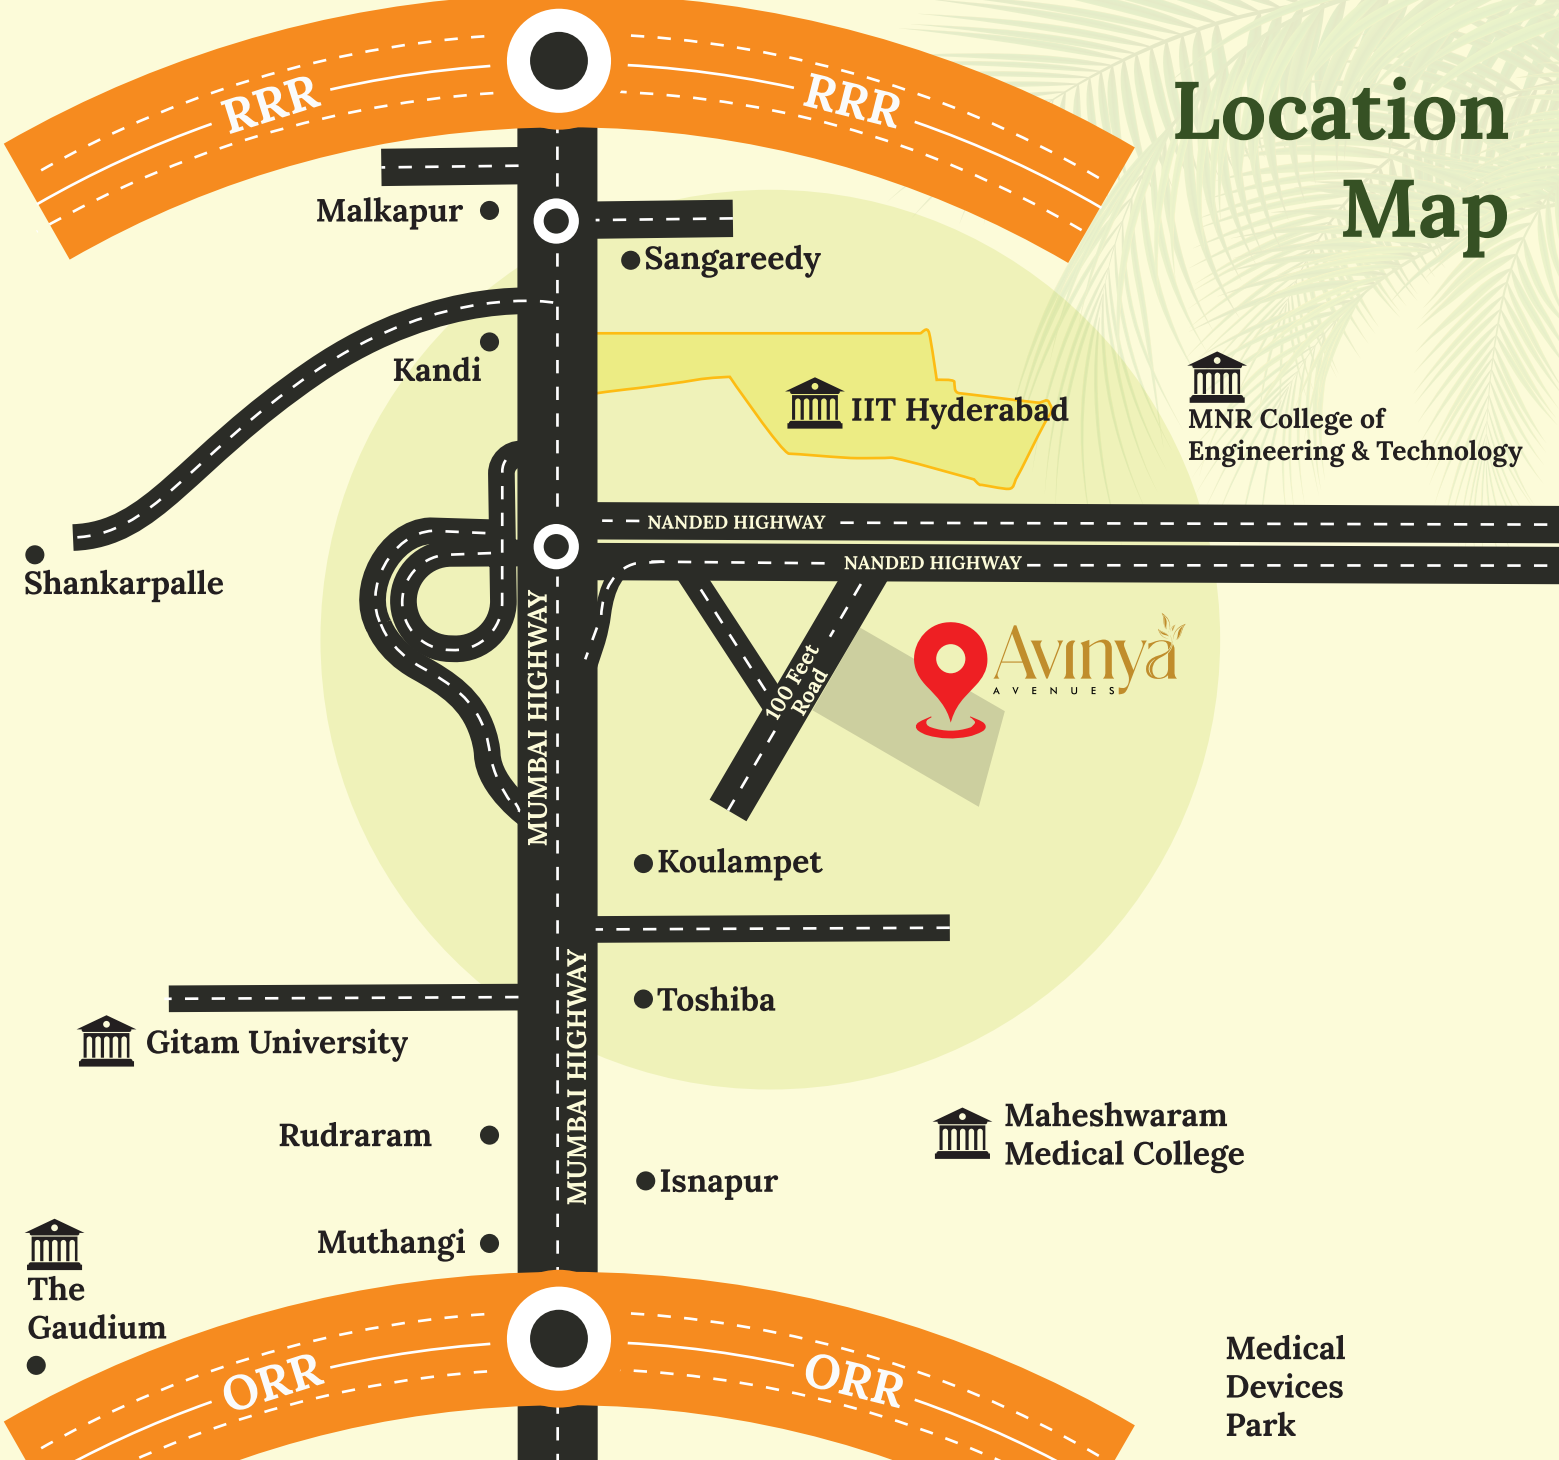 Location
Map
RRR
RRR
Malkapur
Sangareedy
Kandi
IIT Hyderabad
MNR College of
Engineering & Technology
NANDED HIGHWAY
NANDED HIGHWAY
Shankarpalle
MUMBAI HIGHWAY
100 Feet
Road
Avinya
AVENUES
Koulampet
MUMBAI HIGHWAY
Toshiba
Gitam University
Rudraram
Maheshwaram
Medical College
Isnapur
Muthangi
The
Gaudium
ORR
ORR
Medical
Devices
Park